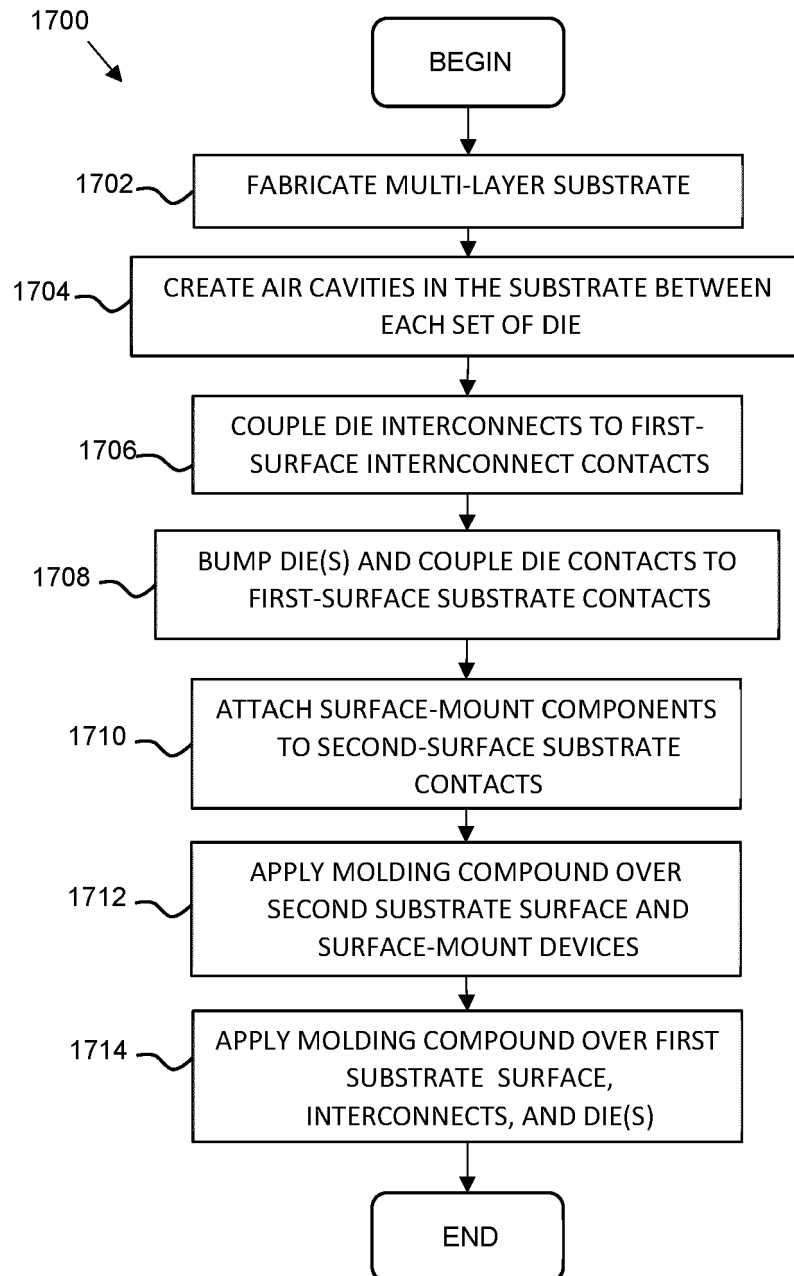 1700
BEGIN
1702
FABRICATE MULTI-LAYER SUBSTRATE
1704
CREATE AIR CAVITIES IN THE SUBSTRATE BETWEEN
EACH SET OF DIE
1706
COUPLE DIE INTERCONNECTS TO FIRST-
SURFACE INTERNCONNECT CONTACTS
1708
BUMP DIE(S) AND COUPLE DIE CONTACTS TO
FIRST-SURFACE SUBSTRATE CONTACTS
1710
ATTACH SURFACE-MOUNT COMPONENTS
TO SECOND-SURFACE SUBSTRATE
CONTACTS
1712
APPLY MOLDING COMPOUND OVER
SECOND SUBSTRATE SURFACE AND
SURFACE-MOUNT DEVICES
1714
APPLY MOLDING COMPOUND OVER FIRST
SUBSTRATE SURFACE,
INTERCONNECTS, AND DIE(S)
END